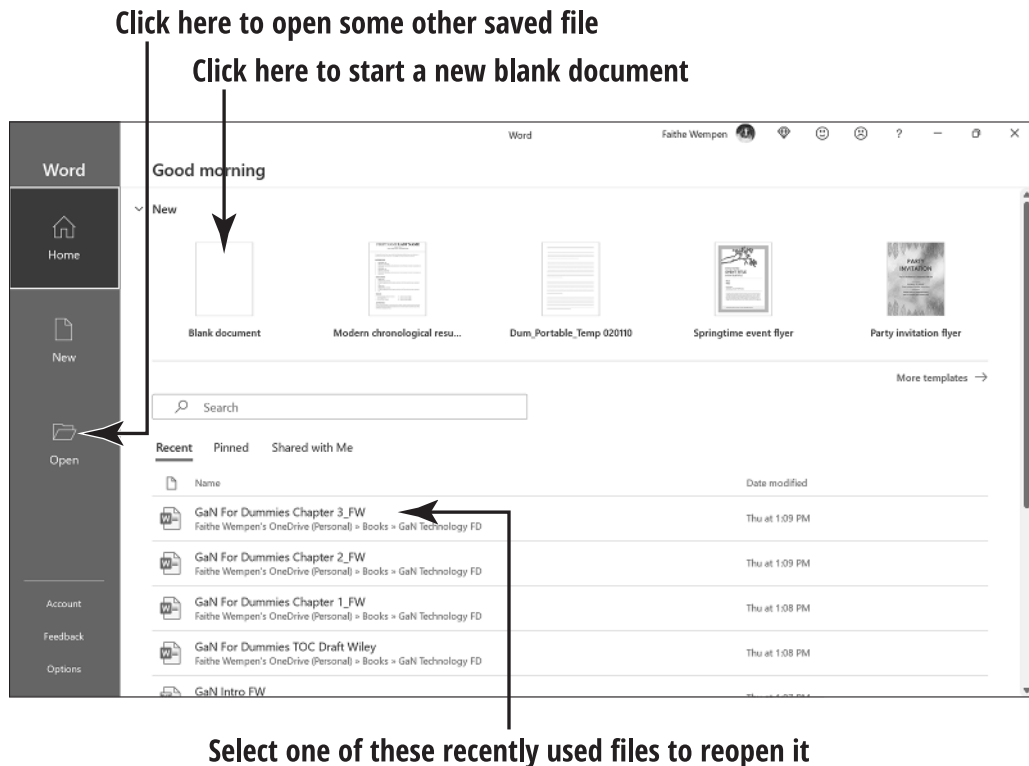 Click here to open some other saved file
Click here to start a new blank document
Word
Faithe Wempen
?
Word
Good morning
New
Home
Blank document
Modern chronological resu...
Dum_Portable_Temp 020110
Springtime event flyer
Party invitation flyer
PARTY
INVITATION
New
More templates →
Search
Open
Recent Pinned Shared with Me
Name Date modified
GaN For Dummies Chapter 3_FW
Faithe Wempen's OneDrive (Personal) » Books » GaN Technology FD
Thu at 1:09 PM
GaN For Dummies Chapter 2_FW
Faithe Wempen's OneDrive (Personal) » Books » GaN Technology FD
Thu at 1:09 PM
GaN For Dummies Chapter 1_FW
Faithe Wempen's OneDrive (Personal) » Books » GaN Technology FD
Thu at 1:08 PM
GaN For Dummies TOC Draft Wiley
Faithe Wempen's OneDrive (Personal) » Books » GaN Technology FD
Thu at 1:08 PM
GaN Intro FW
Account
Feedback
Options
Select one of these recently used files to reopen it